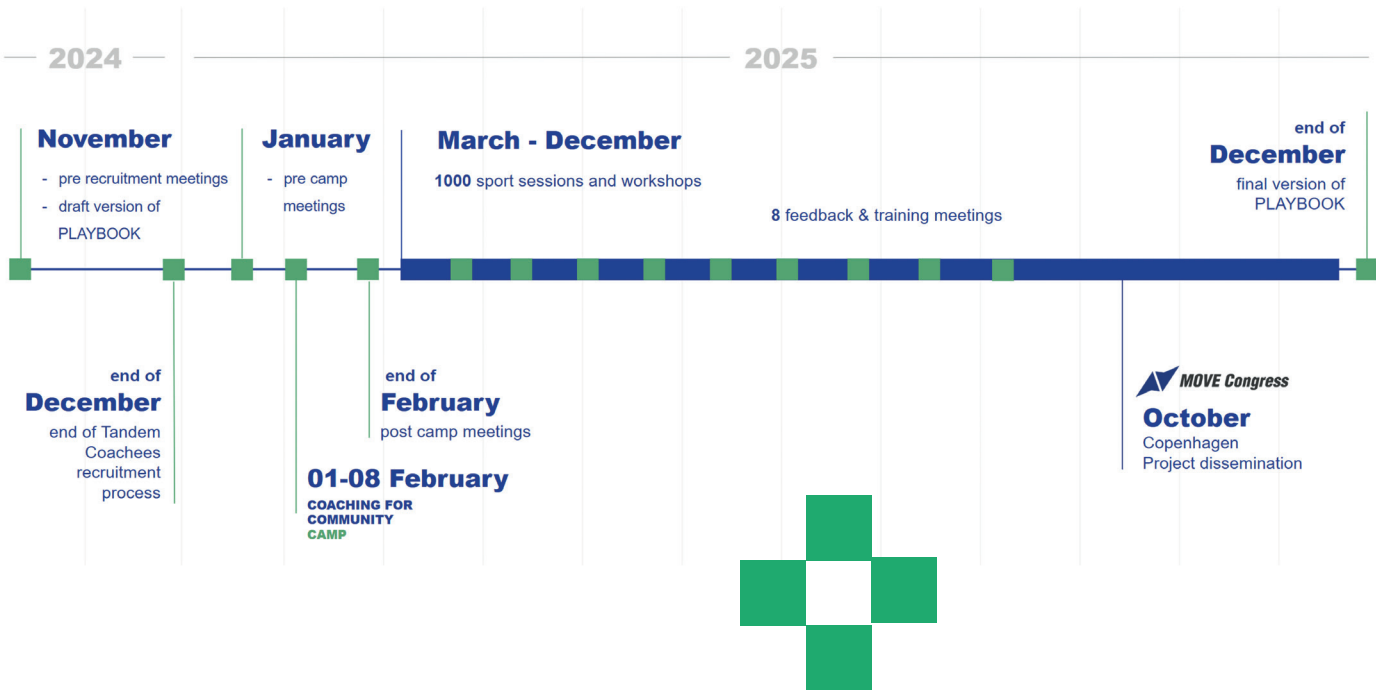 2024
2025
November
- pre recruitment meetings
- draft version of
PLAYBOOK
January
- pre camp
meetings
March - December
1000 sport sessions and workshops
8 feedback & training meetings
end of
December
final version of
PLAYBOOK
end of
December
end of Tandem
Coachees
recruitment
process
01-08 February
COACHING FOR
COMMUNITY
CAMP
end of
February
post camp meetings
MOVE Congress
October
Copenhagen
Project dissemination